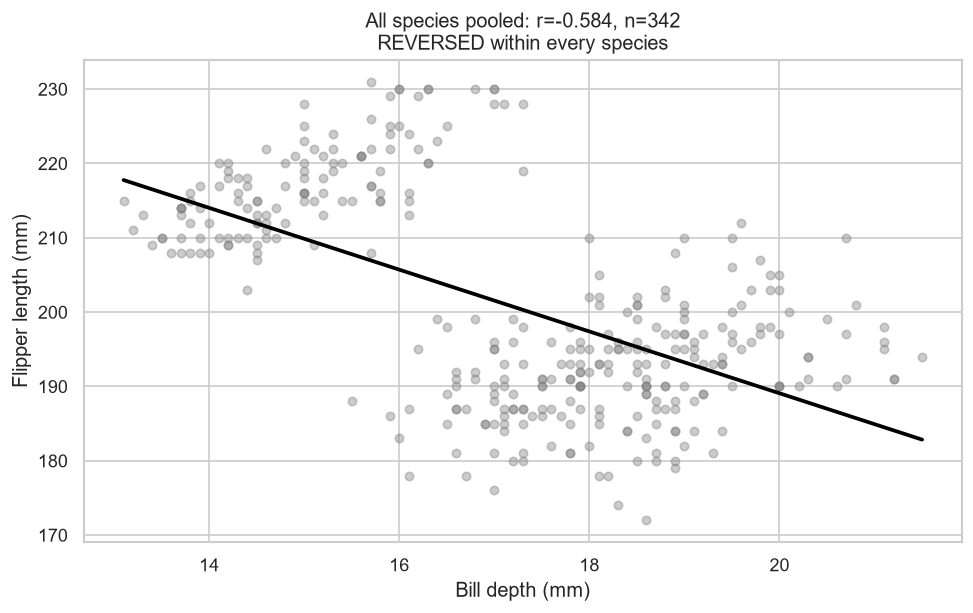 All species pooled: r=-0.584, n=342
REVERSED within every species
230
220
210
200
190
180
170
Flipper length (mm)
14 16 18 20
Bill depth (mm)